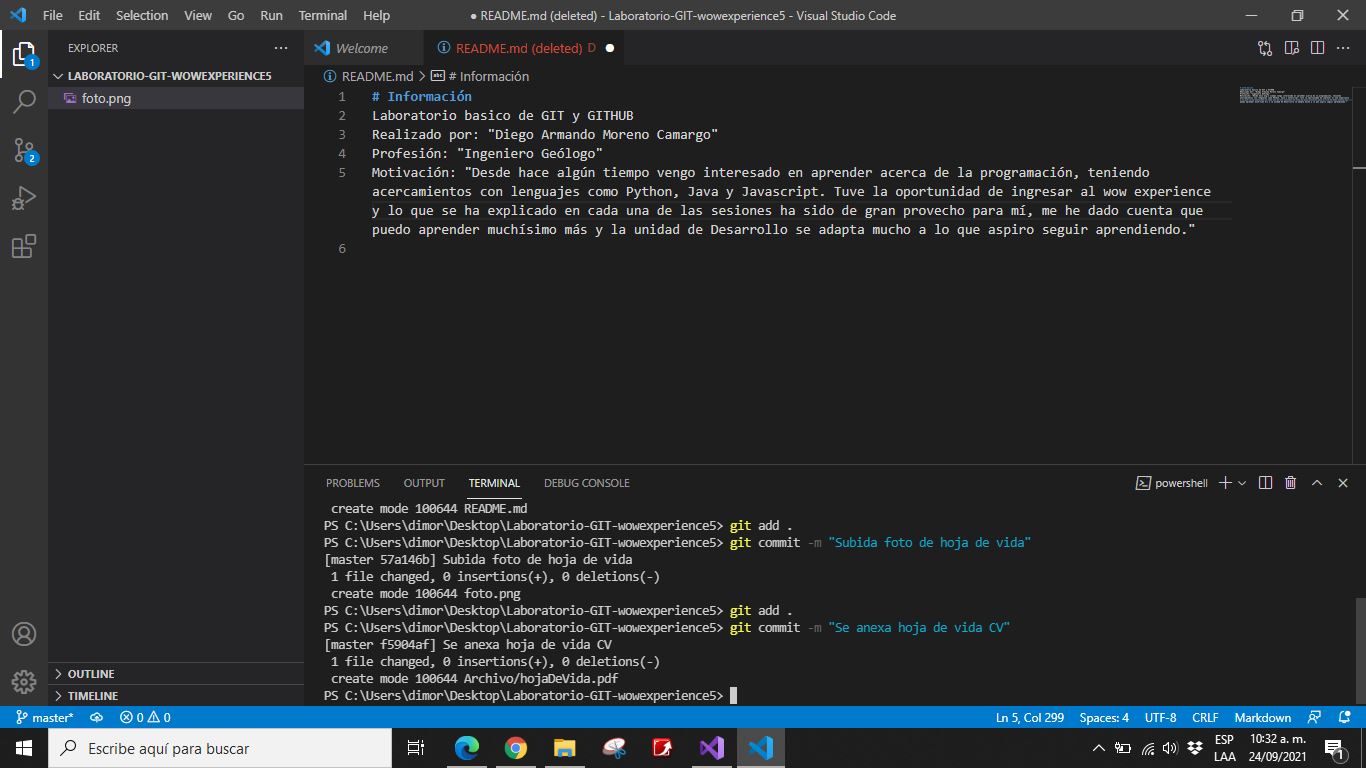 File Edit Selection View Go Run Terminal Help
● README.md (deleted) - Laboratorio-GIT-wowexperience5 - Visual Studio Code
EXPLORER
LABORATORIO-GIT-WOWEXPERIENCE5
foto.png
1
2
Welcome
README.md (deleted) D
README.md > # Información
1 # Información
2 Laboratorio basico de GIT y GITHUB
3 Realizado por: "Diego Armando Moreno Camargo"
4 Profesión: "Ingeniero Geólogo"
5 Motivación: "Desde hace algún tiempo vengo interesado en aprender acerca de la programación, teniendo
acercamientos con lenguajes como Python, Java y Javascript. Tuve la oportunidad de ingresar al wow experience
y lo que se ha explicado en cada una de las sesiones ha sido de gran provecho para mí, me he dado cuenta que
puedo aprender muchísimo más y la unidad de Desarrollo se adapta mucho a lo que aspiro seguir aprendiendo."
6
PROBLEMS OUTPUT TERMINAL DEBUG CONSOLE
powershell
create mode 100644 README.md
PS C:\Users\dimor\Desktop\Laboratorio-GIT-wowexperience5> git add .
PS C:\Users\dimor\Desktop\Laboratorio-GIT-wowexperience5> git commit -m "Subida foto de hoja de vida"
[master 57a146b] Subida foto de hoja de vida
1 file changed, 0 insertions(+), 0 deletions(-)
create mode 100644 foto.png
PS C:\Users\dimor\Desktop\Laboratorio-GIT-wowexperience5> git add .
PS C:\Users\dimor\Desktop\Laboratorio-GIT-wowexperience5> git commit -m "Se anexa hoja de vida CV"
[master f5904af] Se anexa hoja de vida CV
1 file changed, 0 insertions(+), 0 deletions(-)
create mode 100644 Archivo/hojaDeVida.pdf
PS C:\Users\dimor\Desktop\Laboratorio-GIT-wowexperience5>
OUTLINE
TIMELINE
master* 0 0
Ln 5, Col 299 Spaces: 4 UTF-8 CRLF Markdown
Escribe aquí para buscar
ESP
LAA
10:32 a. m.
24/09/2021
1